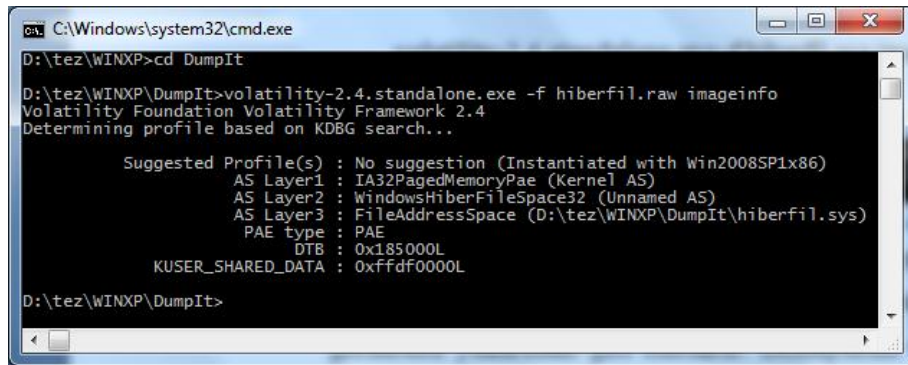 C:\Windows\system32\cmd.exe
D:\tez\WINXP>cd DumpIt
D:\tez\WINXP\DumpIt>volatility-2.4.standalone.exe -f hiberfil.raw imageinfo
Volatility Foundation Volatility Framework 2.4
Determining profile based on KDBG search...
Suggested Profile(s) : No suggestion (Instantiated with Win2008SP1x86)
AS Layer1 : IA32PagedMemoryPae (Kernel AS)
AS Layer2 : WindowsHiberFileSpace32 (Unnamed AS)
AS Layer3 : FileAddressSpace (D:\tez\WINXP\DumpIt\hiberfil.sys)
PAE type : PAE
DTB : 0x185000L
KUSER_SHARED_DATA : 0xffdf0000L
D:\tez\WINXP\DumpIt>